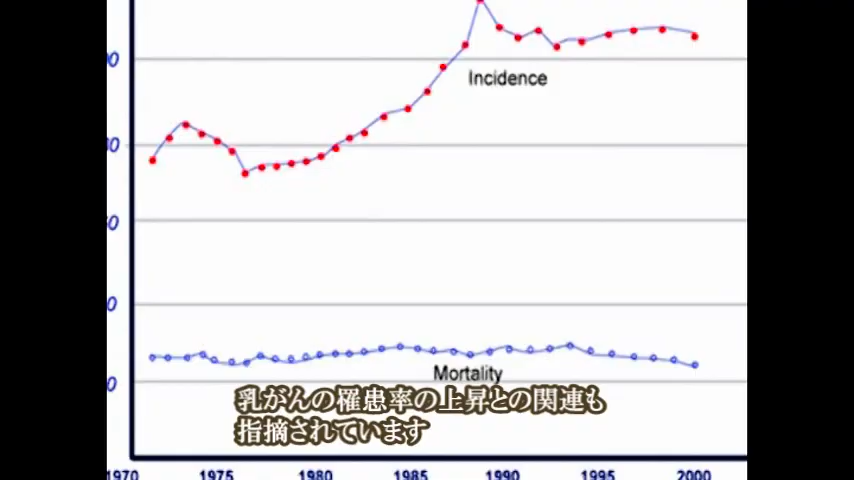 Incidence
Mortality
乳がんの罹患率の上昇との関連も
指摘されています
1970 1975 1980 1985 1990 1995 2000